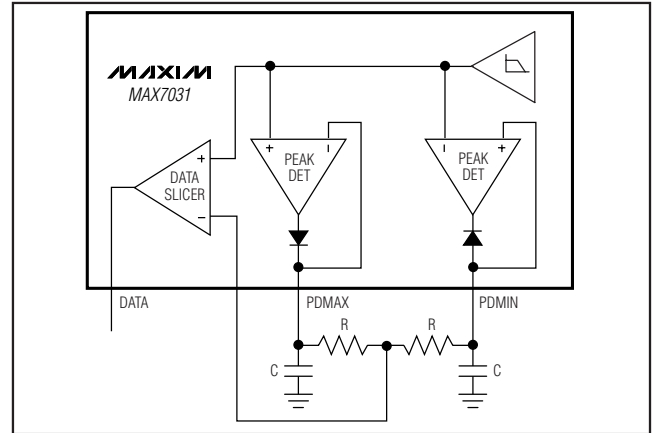 MAXIM
MAX7031
DATA
SLICER
+
−
PEAK
DET
+
−
PEAK
DET
−
+
DATA
PDMAX
PDMIN
R
R
C
C